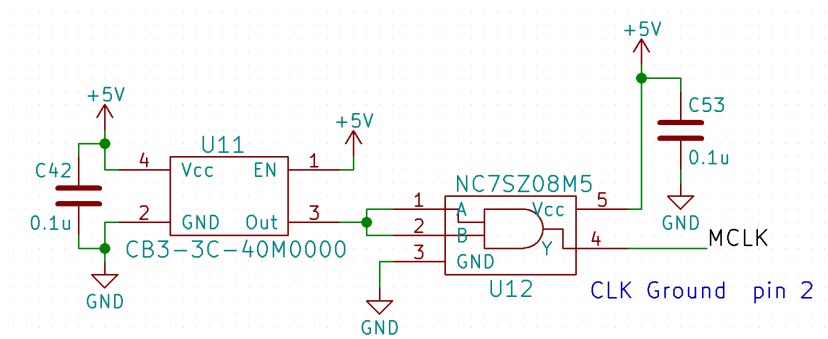 +5V
C42
0.1u
GND
U11
4
Vcc
EN
1
+5V
2
GND
Out
3
CB3-3C-40M0000
NC7SZ08M5
1
A
Vcc
5
2
B
Y
4
3
GND
U12
GND
+5V
C53
0.1u
GND
MCLK
CLK Ground pin 2